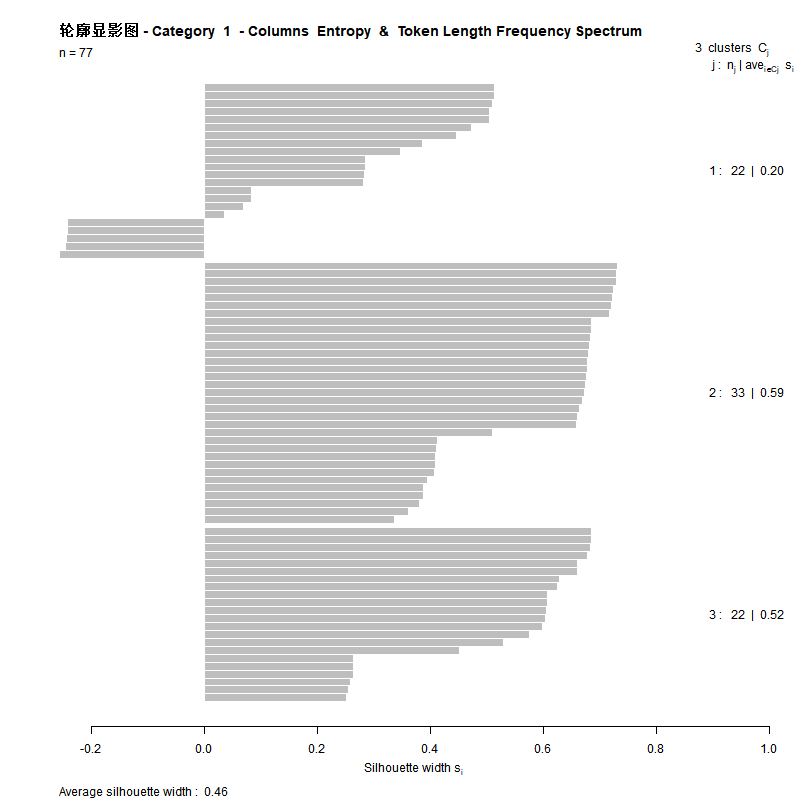 轮廓显影图 - Category 1 - Columns Entropy & Token Length Frequency Spectrum
n = 77
3 clusters Cj
j : nj | avei∈Cj si
1 : 22 | 0.20
2 : 33 | 0.59
3 : 22 | 0.52
-0.2 0.0 0.2 0.4 0.6 0.8 1.0
Silhouette width si
Average silhouette width : 0.46